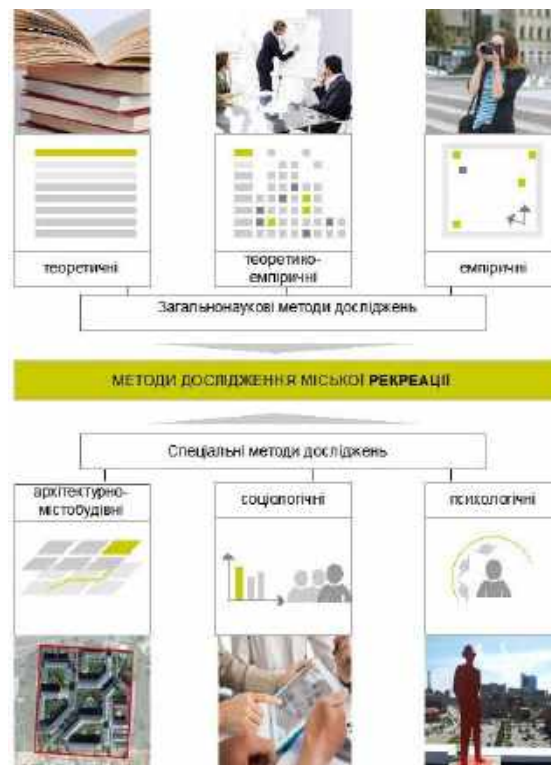 теоретичні
теоретико-
емпіричні
емпіричні
Загальнонаукові методи досліджень
МЕТОДИ ДОСЛІДЖЕННЯ МІСЬКОЇ РЕКРЕАЦІЇ
Спеціальні методи досліджень
архітектурно-
містобудівні
соціологічні
психологічні